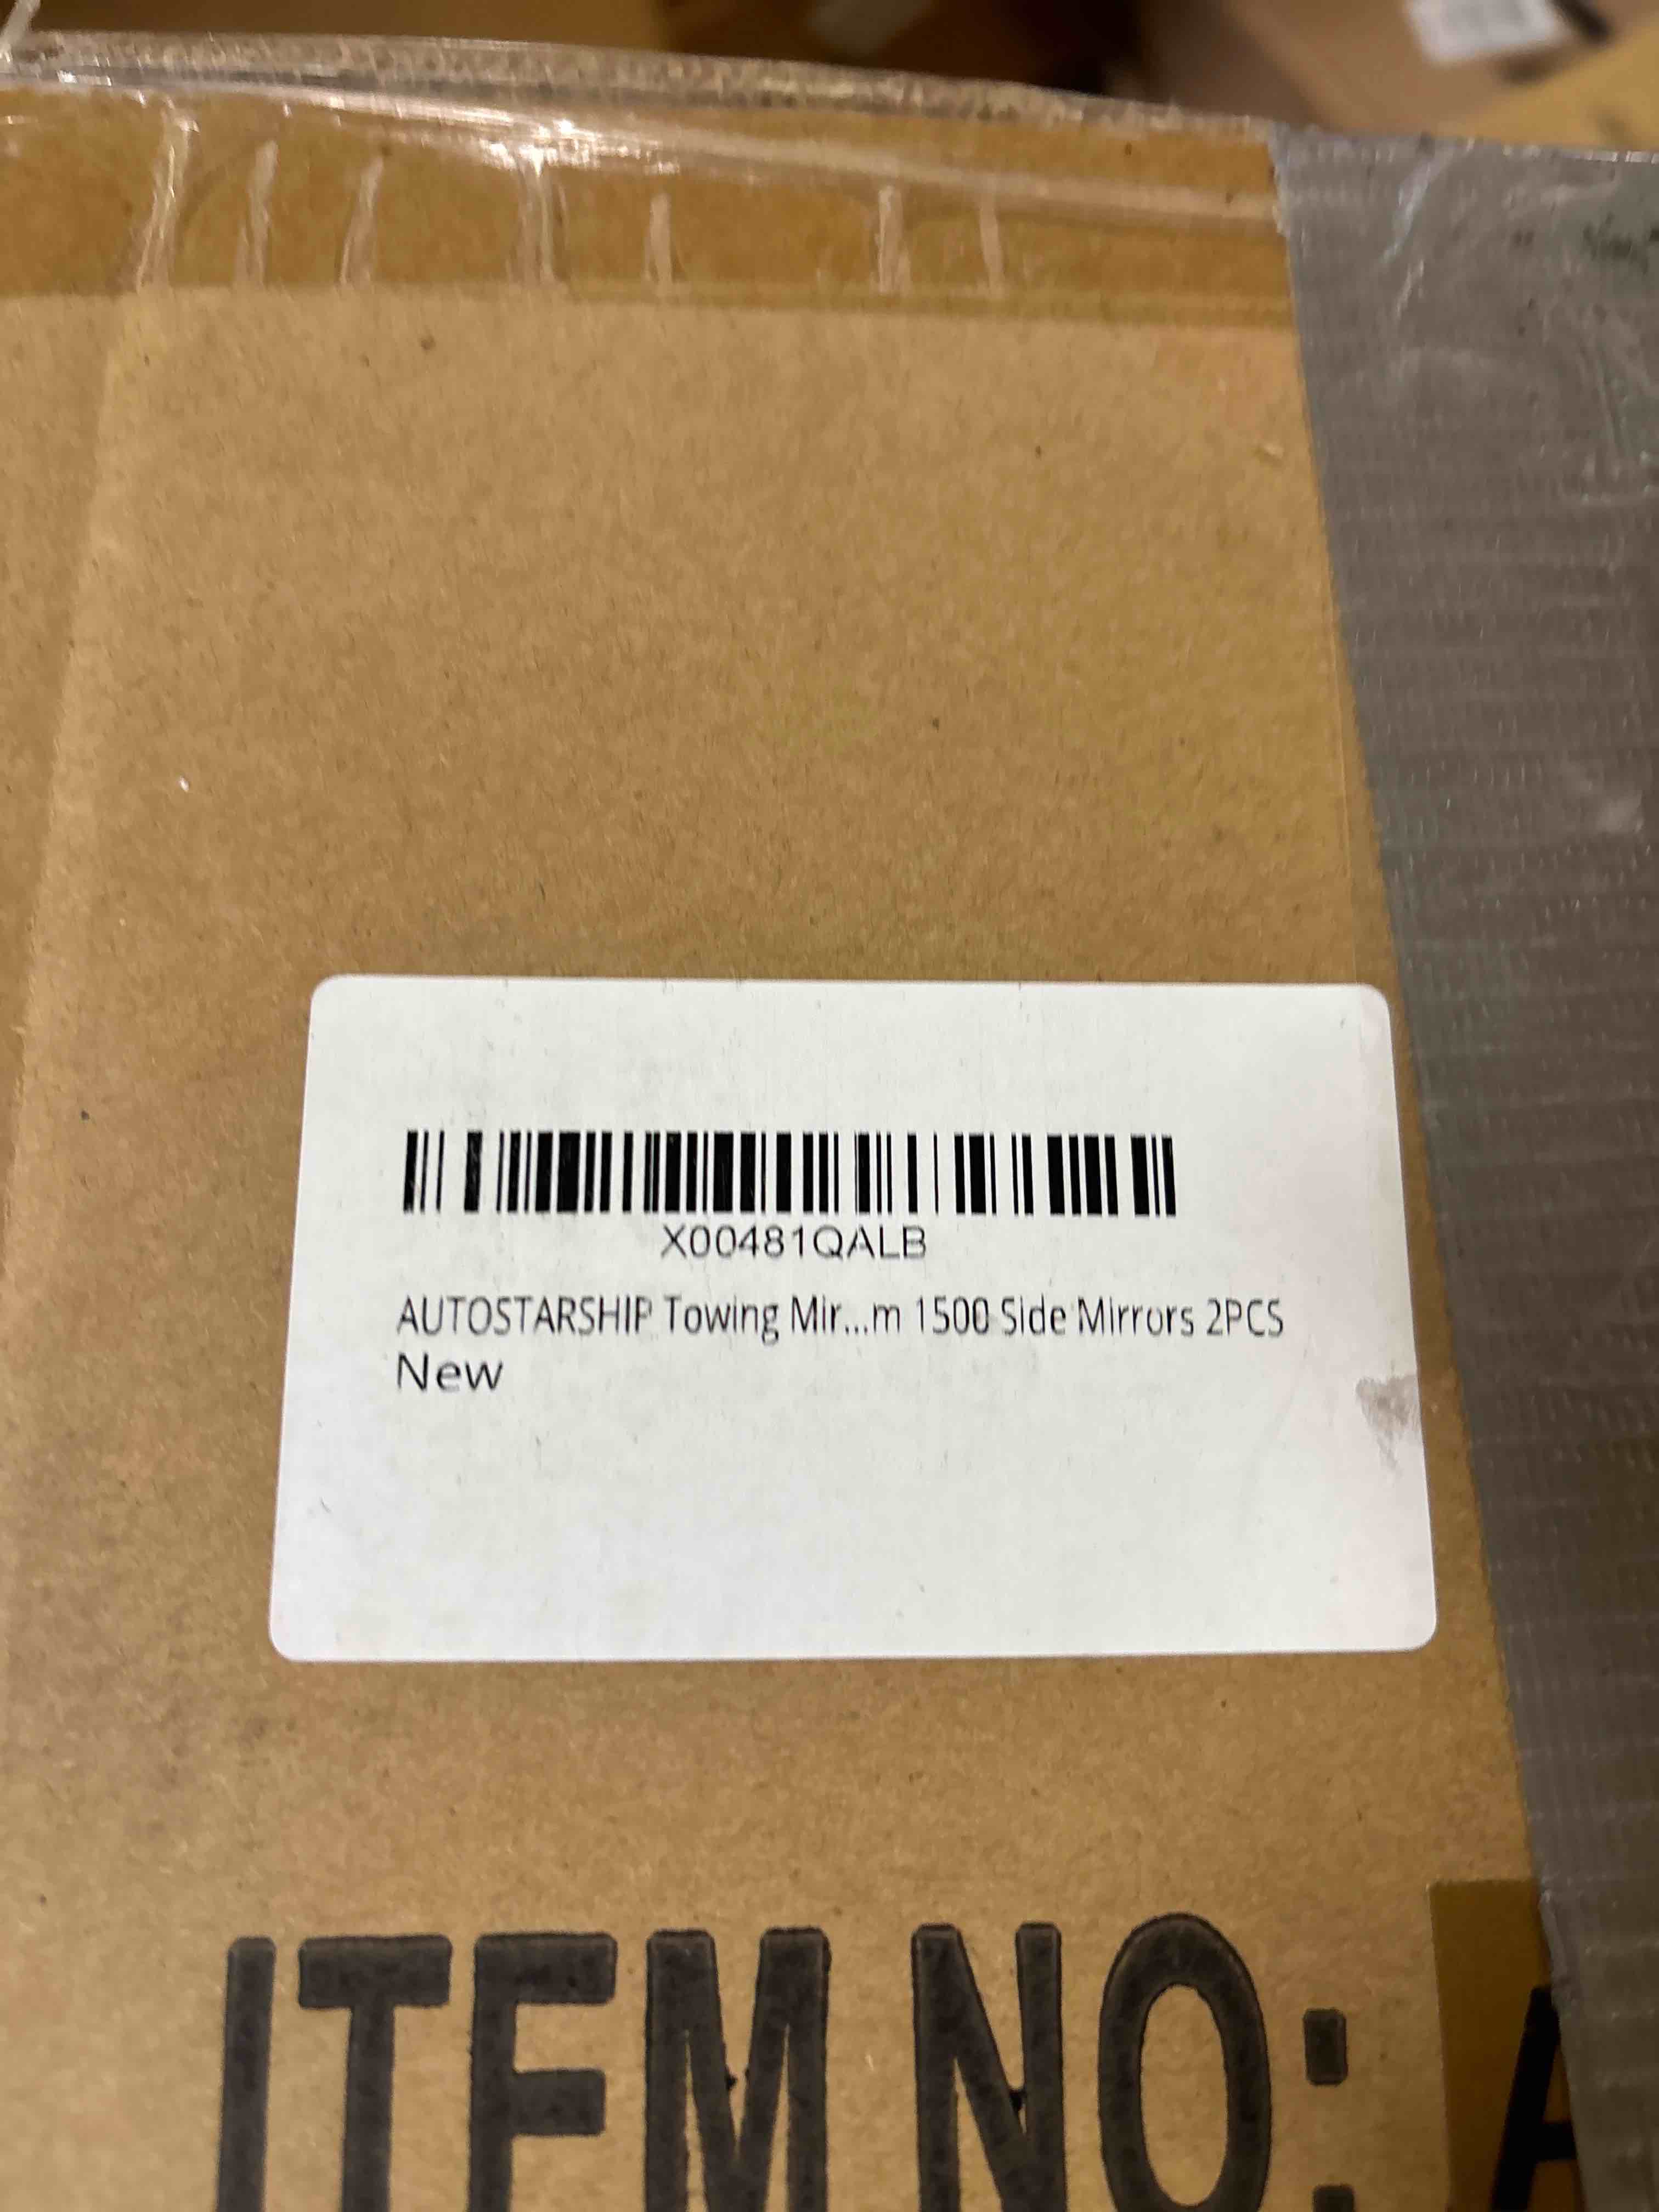 X00481QALB
AUTOSTARSHIP Towing Mir...m 1500 Side Mirrors 2PCS
New
ITEM NO: A